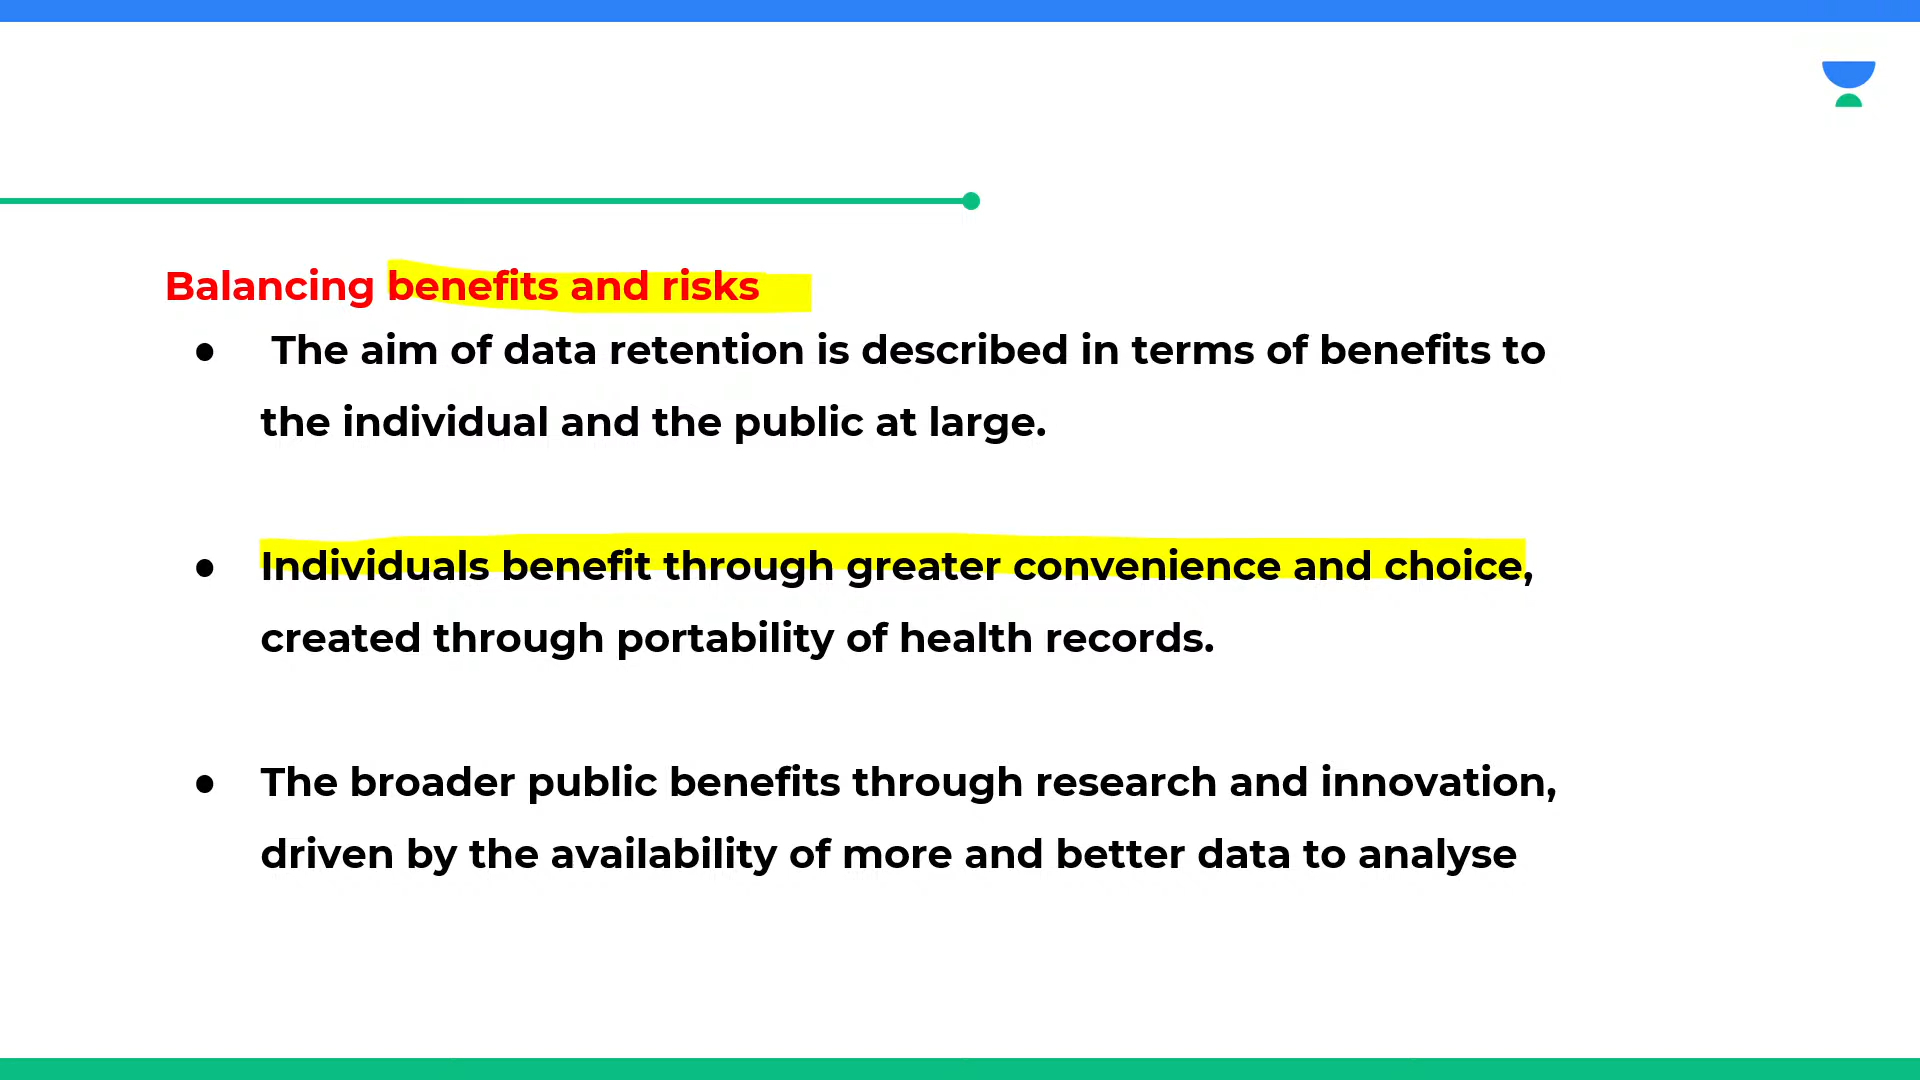 Balancing benefits and risks
● The aim of data retention is described in terms of benefits to
the individual and the public at large.
● Individuals benefit through greater convenience and choice,
created through portability of health records.
● The broader public benefits through research and innovation,
driven by the availability of more and better data to analyse